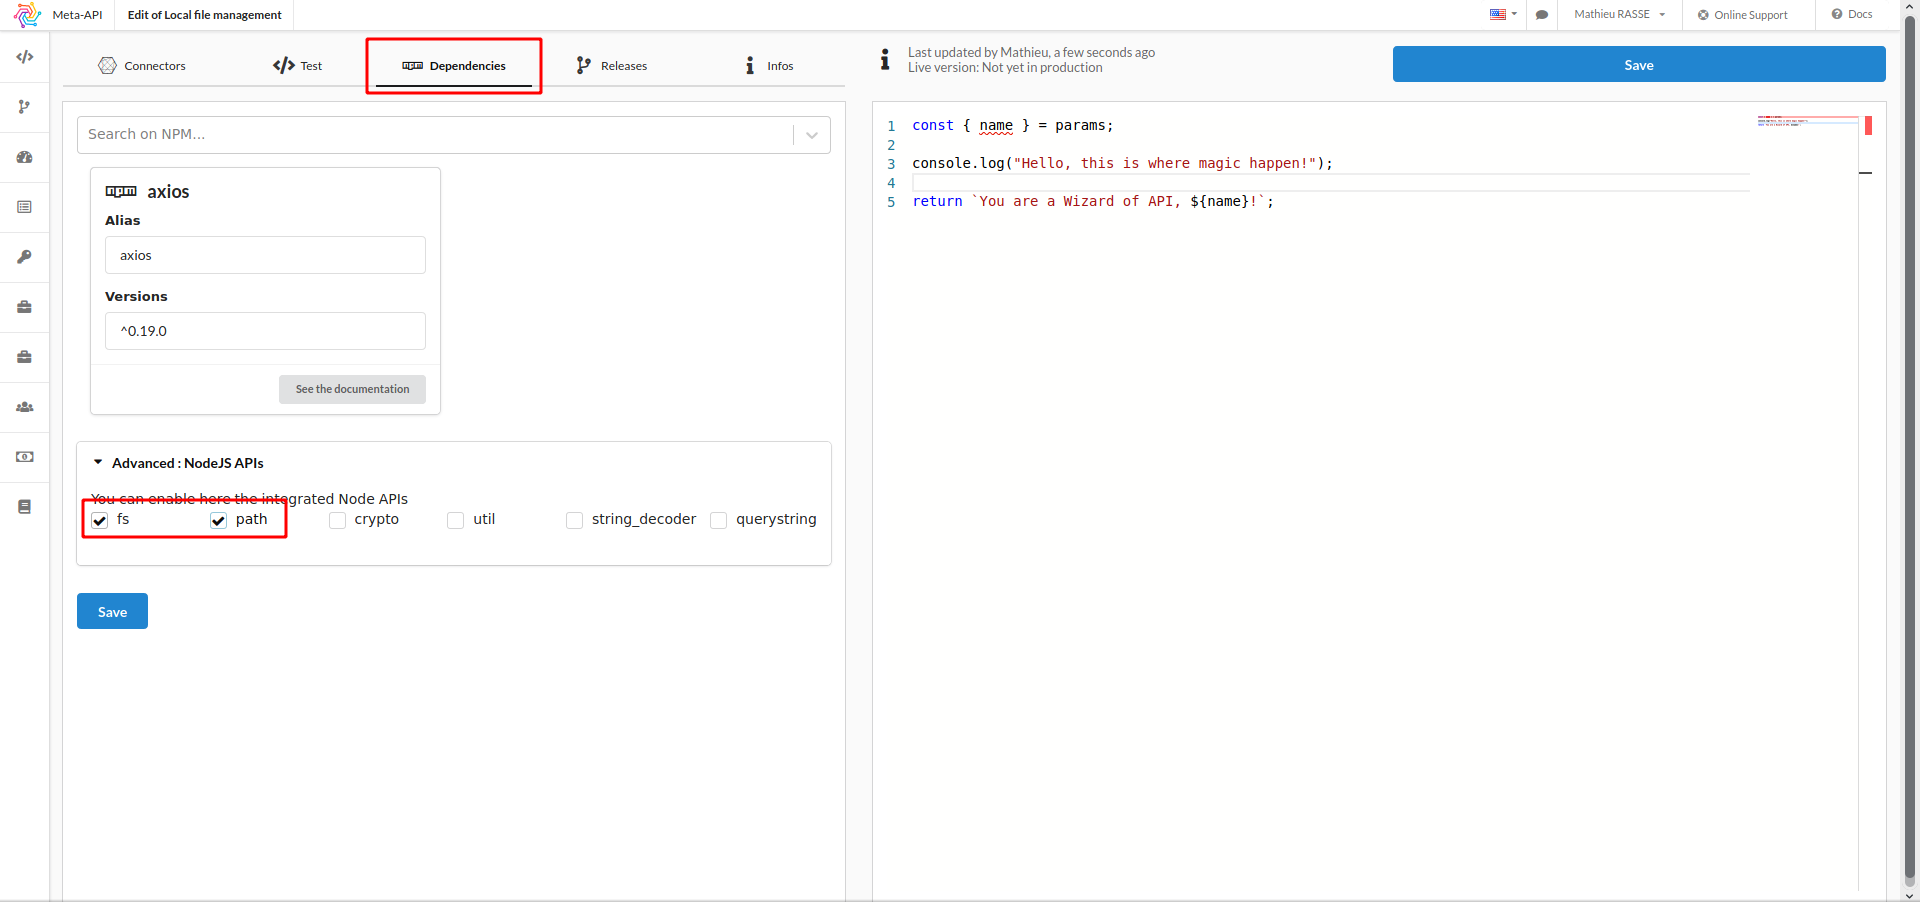 Meta-API
Edit of Local file management
Mathieu RASSE
Online Support
Docs
Connectors
Test
Dependencies
Releases
Infos
Last updated by Mathieu, a few seconds ago
Live version: Not yet in production
Save
Search on NPM...
axios
Alias
axios
Versions
^0.19.0
See the documentation
Advanced : NodeJS APIs
You can enable here the integrated Node APIs
fs
path
crypto
util
string_decoder
querystring
Save
1 const { name } = params;
2
3 console.log("Hello, this is where magic happen!");
4
5 return `You are a Wizard of API, ${name}!`;